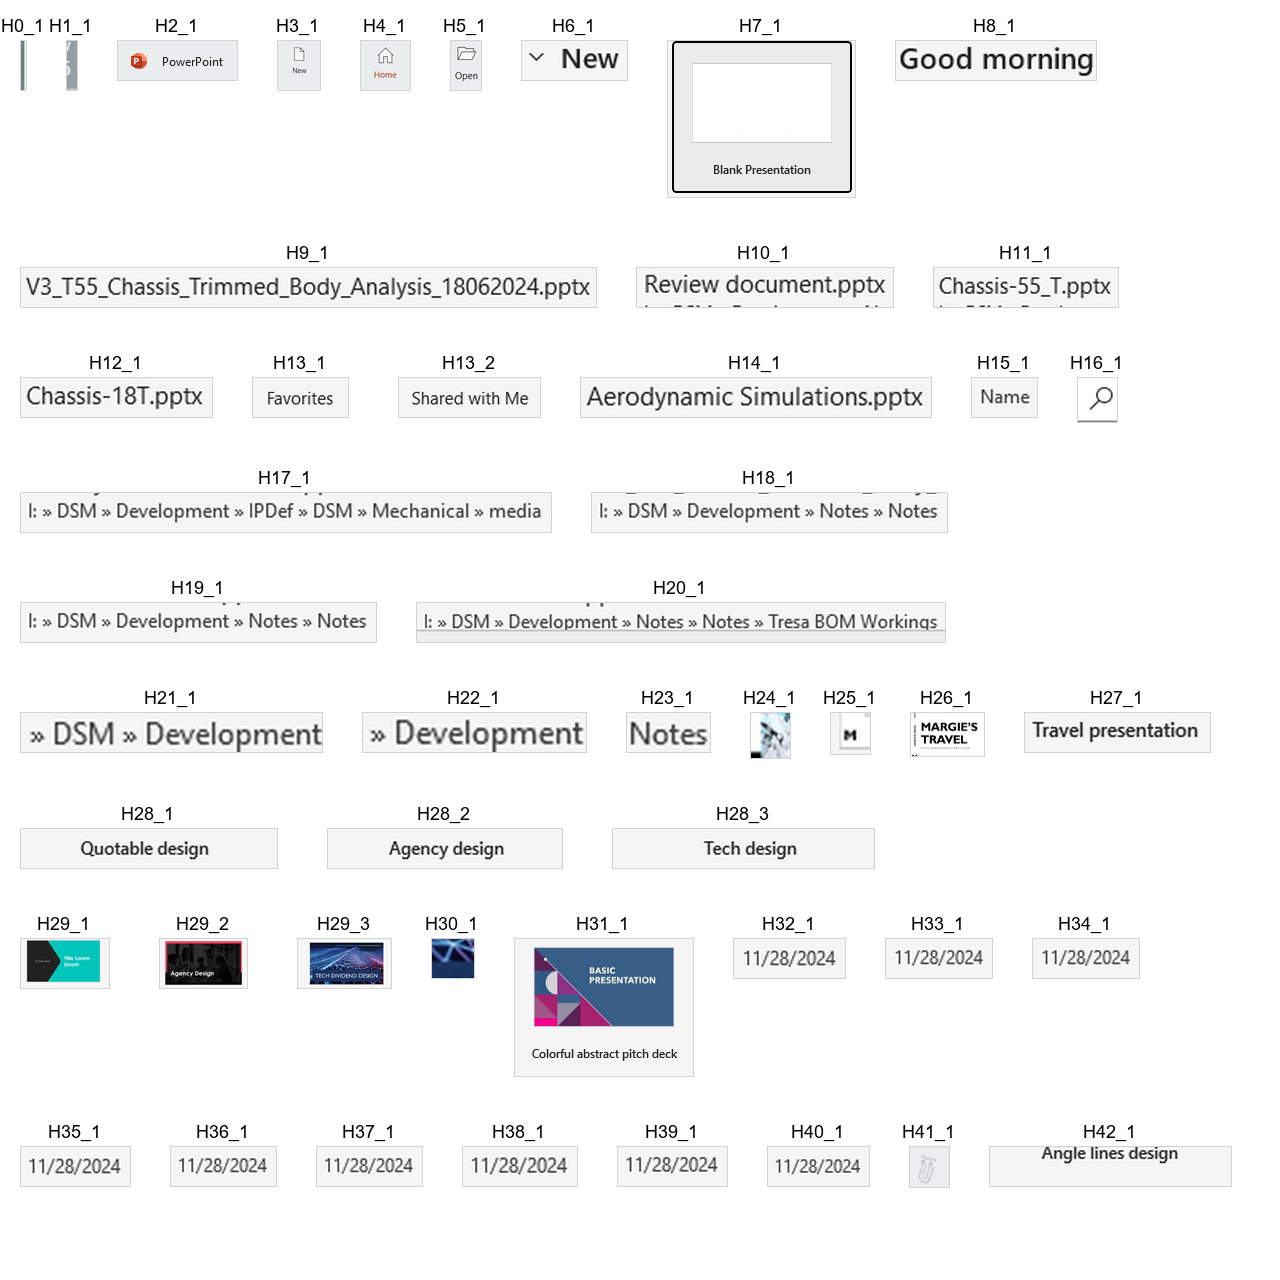 H0_1 H1_1 H2_1 H3_1 H4_1 H5_1 H6_1 H7_1 H8_1
PowerPoint
New
Home
Open
New
Blank Presentation
Good morning
H9_1 H10_1 H11_1
V3_T55_Chassis_Trimmed_Body_Analysis_18062024.pptx
Review document.pptx
Chassis-55_T.pptx
H12_1 H13_1 H13_2 H14_1 H15_1 H16_1
Chassis-18T.pptx
Favorites
Shared with Me
Aerodynamic Simulations.pptx
Name
H17_1 H18_1
I: » DSM » Development » IPDef » DSM » Mechanical » media
I: » DSM » Development » Notes » Notes
H19_1 H20_1
I: » DSM » Development » Notes » Notes
I: » DSM » Development » Notes » Notes » Tresa BOM Workings
H21_1 H22_1 H23_1 H24_1 H25_1 H26_1 H27_1
» DSM » Development
» Development
Notes
M
MARGIE'S
TRAVEL
Travel presentation
H28_1 H28_2 H28_3
Quotable design
Agency design
Tech design
H29_1 H29_2 H29_3 H30_1 H31_1 H32_1 H33_1 H34_1
Title Lorem
Ipsum
Agency Design
TECH DIVIDEND DESIGN
BASIC
PRESENTATION
Colorful abstract pitch deck
11/28/2024
11/28/2024
11/28/2024
H35_1 H36_1 H37_1 H38_1 H39_1 H40_1 H41_1 H42_1
11/28/2024
11/28/2024
11/28/2024
11/28/2024
11/28/2024
11/28/2024
Angle lines design